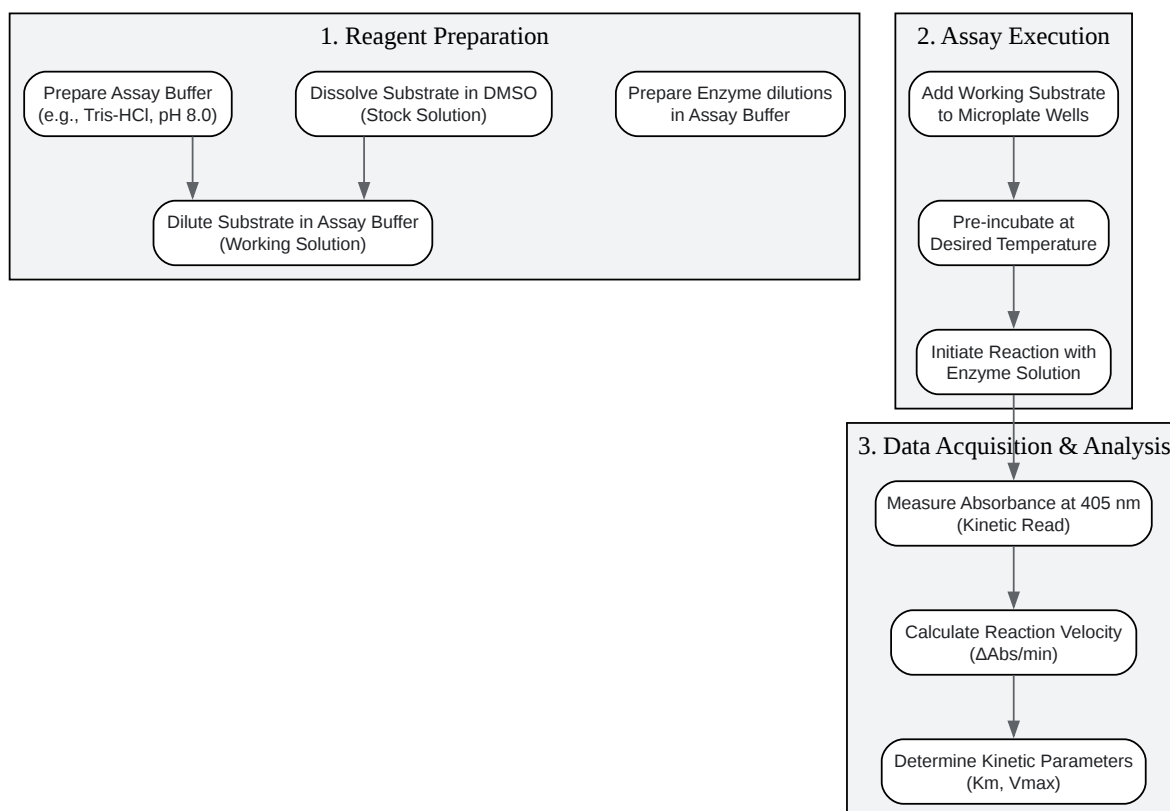 1. Reagent Preparation
Prepare Assay Buffer
(e.g., Tris-HCl, pH 8.0)
Dissolve Substrate in DMSO
(Stock Solution)
Prepare Enzyme dilutions
in Assay Buffer
Dilute Substrate in Assay Buffer
(Working Solution)
2. Assay Execution
Add Working Substrate
to Microplate Wells
Pre-incubate at
Desired Temperature
Initiate Reaction with
Enzyme Solution
3. Data Acquisition & Analysis
Measure Absorbance at 405 nm
(Kinetic Read)
Calculate Reaction Velocity
(ΔAbs/min)
Determine Kinetic Parameters
(Km, Vmax)